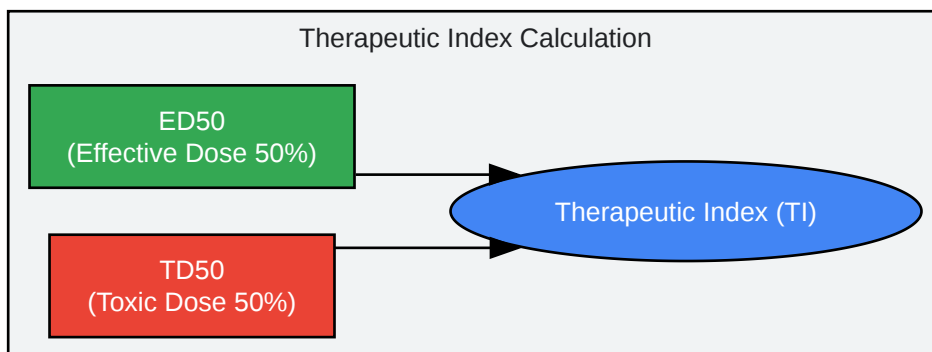 Therapeutic Index Calculation
ED50
(Effective Dose 50%)
Therapeutic Index (TI)
TD50
(Toxic Dose 50%)